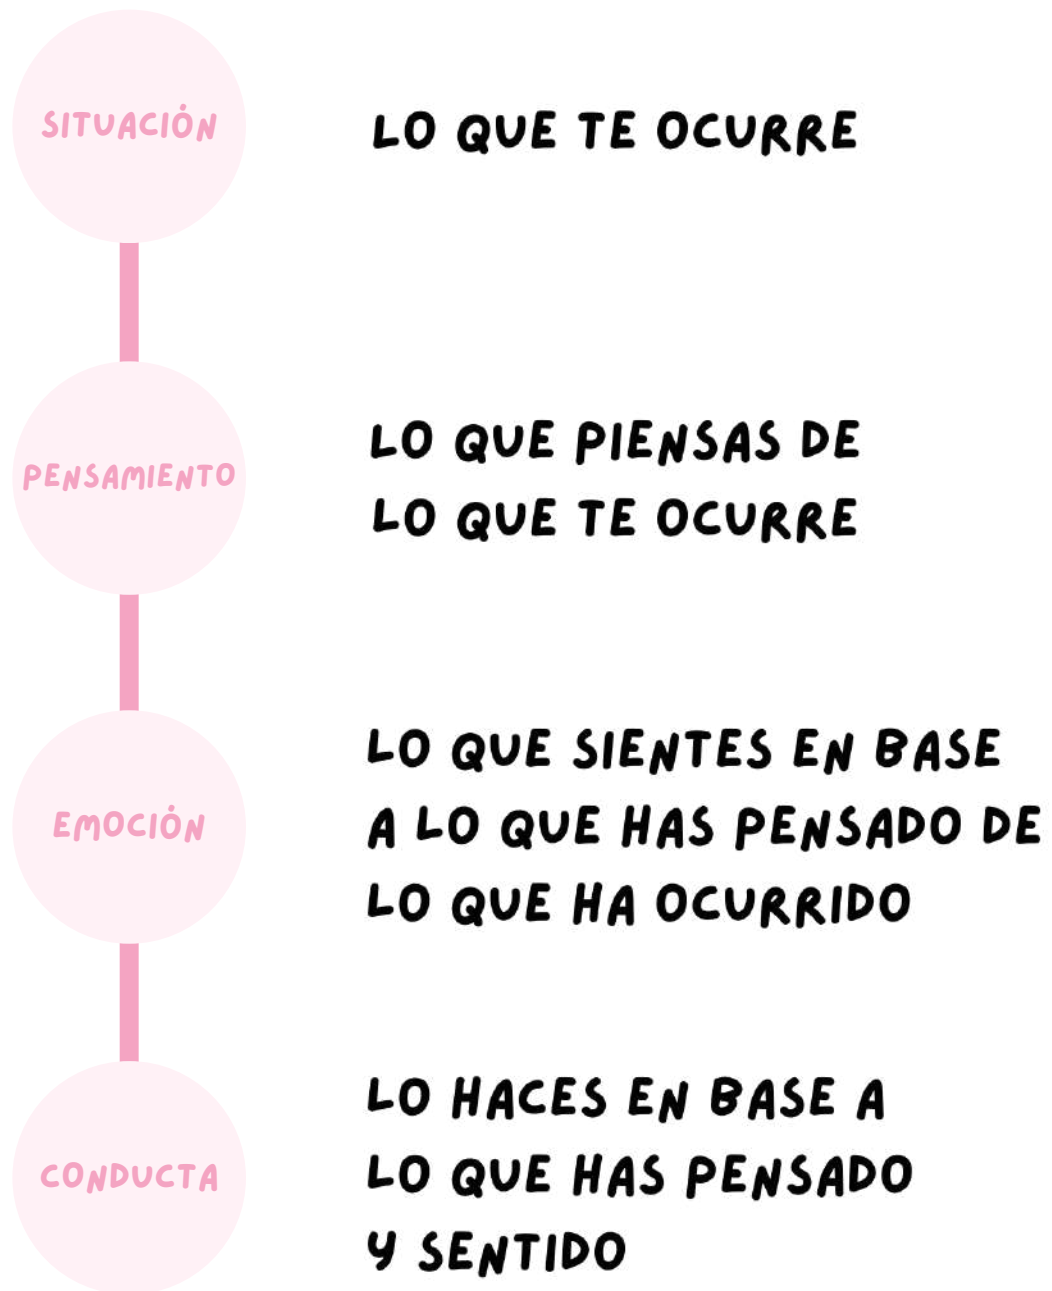 SITUACIÓN
LO QUE TE OCURRE
PENSAMIENTO
LO QUE PIENSAS DE
LO QUE TE OCURRE
EMOCIÓN
LO QUE SIENTES EN BASE
A LO QUE HAS PENSADO DE
LO QUE HA OCURRIDO
CONDUCTA
LO HACES EN BASE A
LO QUE HAS PENSADO
Y SENTIDO